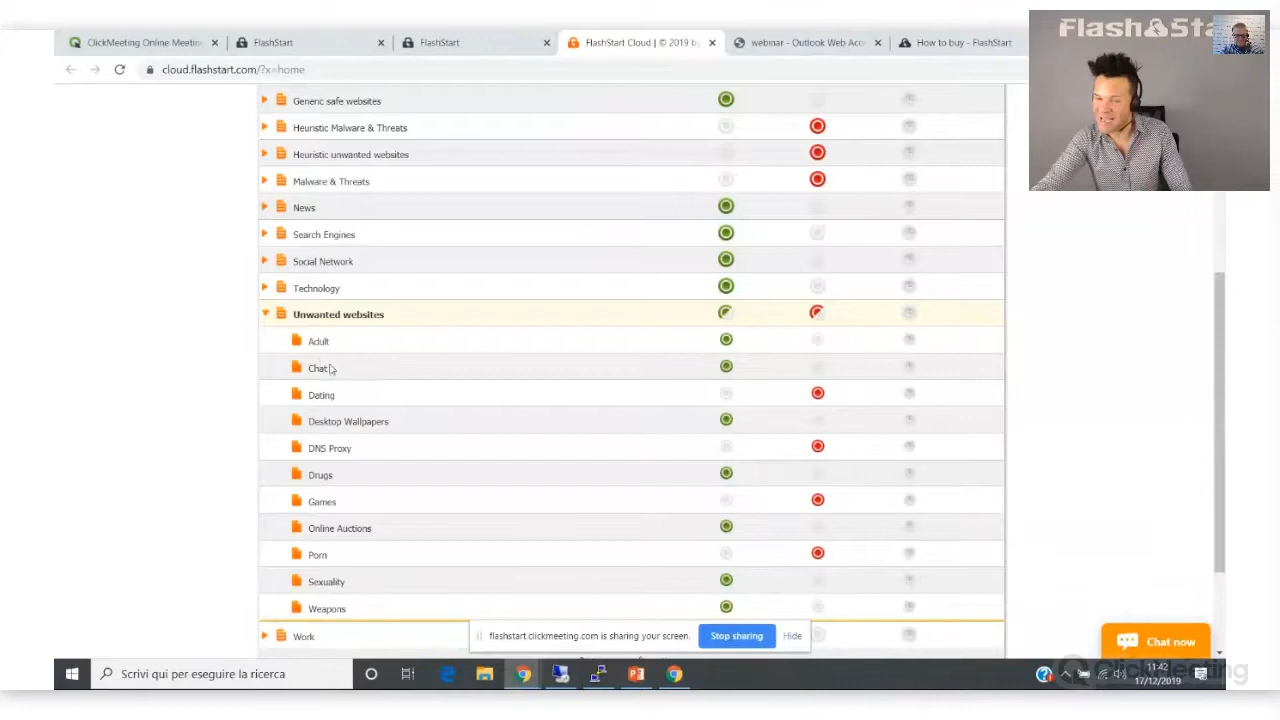 ClickMeeting Online Meetin
FlashStart
FlashStart
FlashStart Cloud | © 2019 by
webinar - Outlook Web Acc
How to buy - FlashStart
cloud.flashstart.com/?x=home
FlashSta
Generic safe websites
Heuristic Malware & Threats
Heuristic unwanted websites
Malware & Threats
News
Search Engines
Social Network
Technology
Unwanted websites
Adult
Chat
Dating
Desktop Wallpapers
DNS Proxy
Drugs
Games
Online Auctions
Porn
Sexuality
Weapons
Work
flashstart.clickmeeting.com is sharing your screen.
Stop sharing
Hide
Chat now
Scrivi qui per eseguire la ricerca
11:42
17/12/2019
ClickMeeting